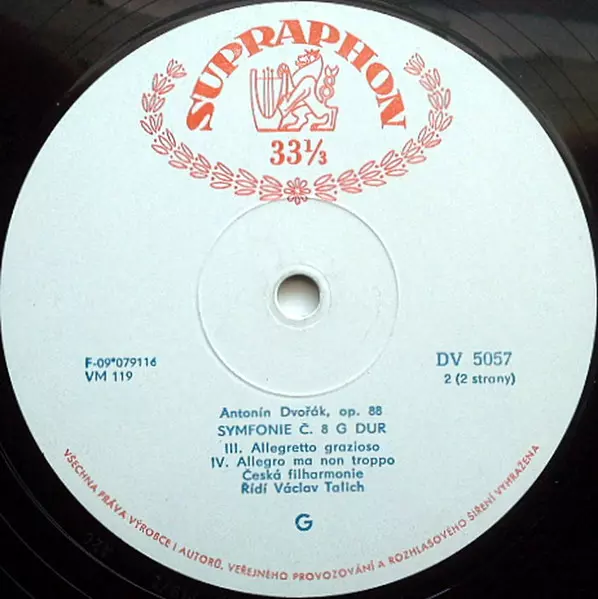 SUPRAPHON
33⅓
F-09*079116
VM 119
DV 5057
2 (2 strany)
Antonín Dvořák, op. 88
SYMFONIE Č. 8 G DUR
III. Allegretto grazioso
IV. Allegro ma non troppo
Česká filharmonie
Řídí Václav Talich
G
VŠECHNA PRÁVA VÝROBCE I AUTORŮ, VEŘEJNÉHO PROVOZOVÁNÍ A ROZHLASOVÉHO ŠÍŘENÍ VYHRAŽENA